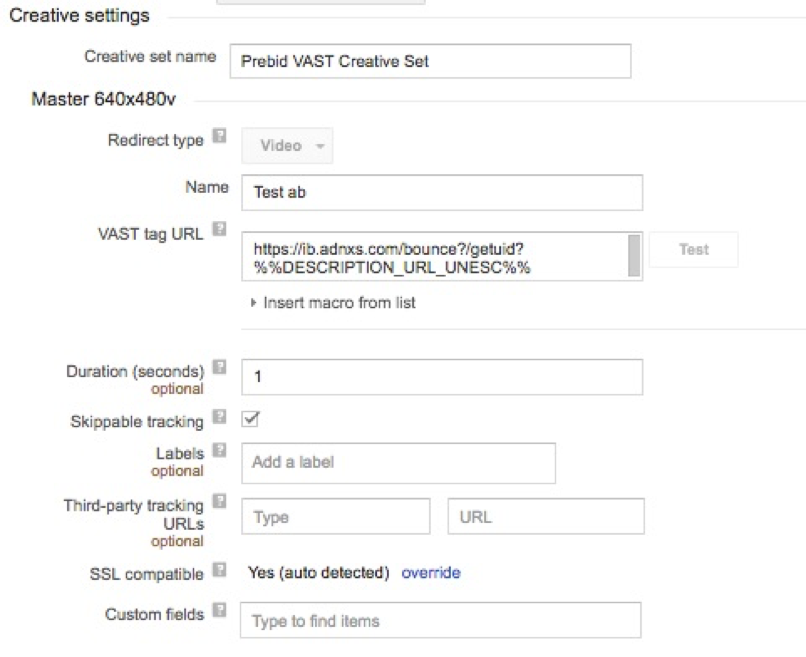 Creative settings
Creative set name Prebid VAST Creative Set
Master 640x480v
Redirect type ? Video
Name Test ab
VAST tag URL ? https://ib.adnxs.com/bounce?/getuid? Test
%%DESCRIPTION_URL_UNESC%%
Insert macro from list
Duration (seconds) ? 1
optional
Skippable tracking ?
Labels ? Add a label
optional
Third-party tracking ? Type URL
URLs
optional
SSL compatible ? Yes (auto detected) override
Custom fields ? Type to find items